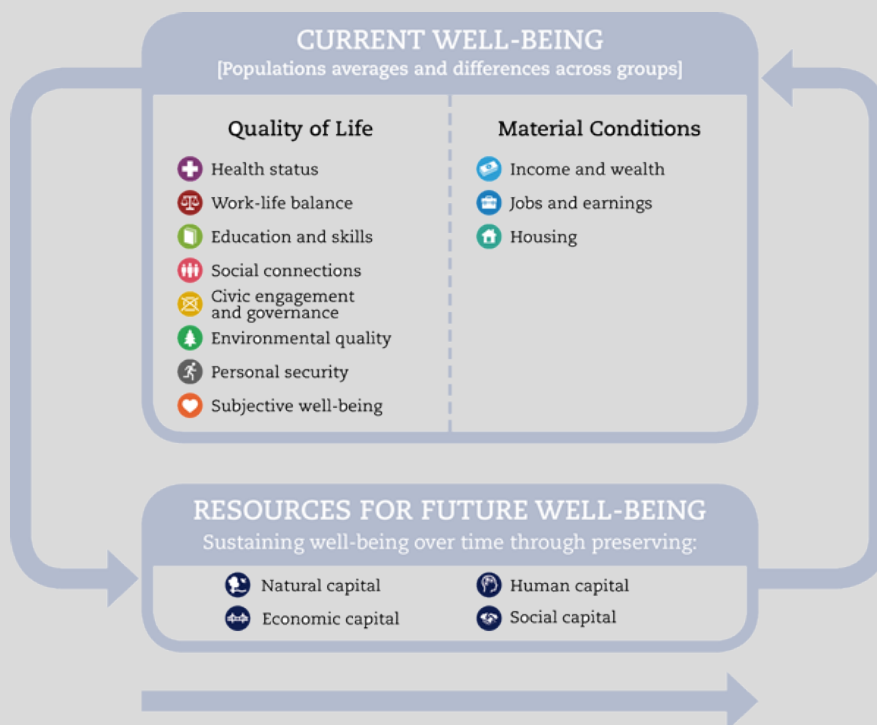 CURRENT WELL-BEING
[Populations averages and differences across groups]
Quality of Life
Health status
Work-life balance
Education and skills
Social connections
Civic engagement
and governance
Environmental quality
Personal security
Subjective well-being
Material Conditions
Income and wealth
Jobs and earnings
Housing
RESOURCES FOR FUTURE WELL-BEING
Sustaining well-being over time through preserving:
Natural capital
Economic capital
Human capital
Social capital